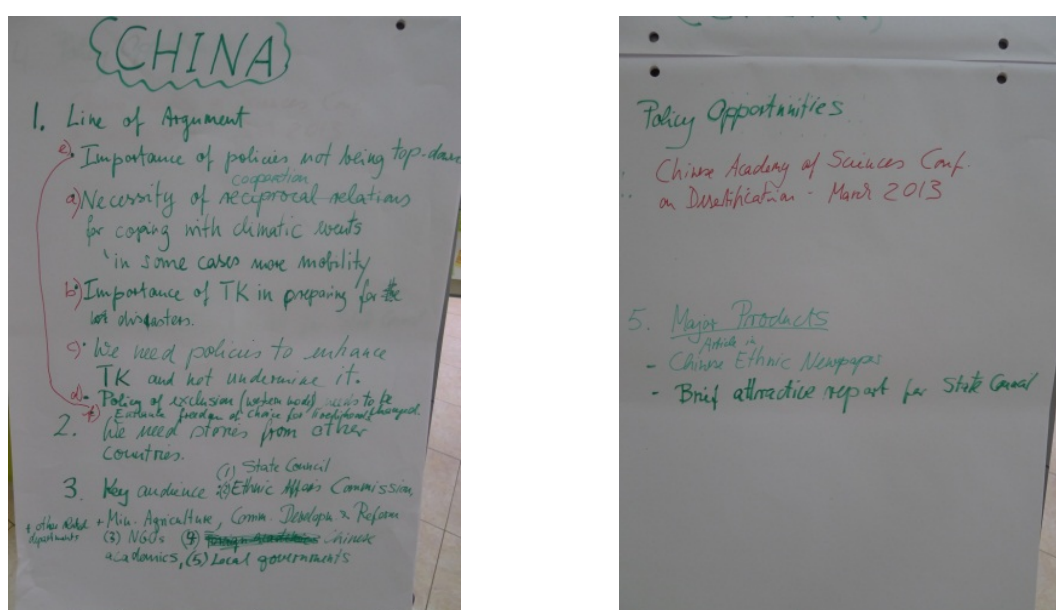 CHINA
1. Line of Argument
e) Importance of policies not being top-down
cooperation
a) Necessity of reciprocal relations
for coping with climatic events
in some cases more mobility
b) Importance of TK in preparing for
disasters.
c) We need policies to enhance
TK and not undermine it.
d) - Policy of exclusion (western model) needs to be
changed
f) freedom of choice for livelihoods
2. We need stories from other
countries.
(1) State Council
3. Key audience (2) Ethnic Affairs Commission
+ Min. Agriculture, Comm. Developm. & Reform
+ other related
departments
(3) NGOs (4) Chinese
academics, (5) Local governments
Policy Opportunities
Chinese Academy of Sciences Conf.
on Desertification - March 2013
5. Major Products
Article in
- Chinese Ethnic Newspaper
- Brief attractive report for State Council